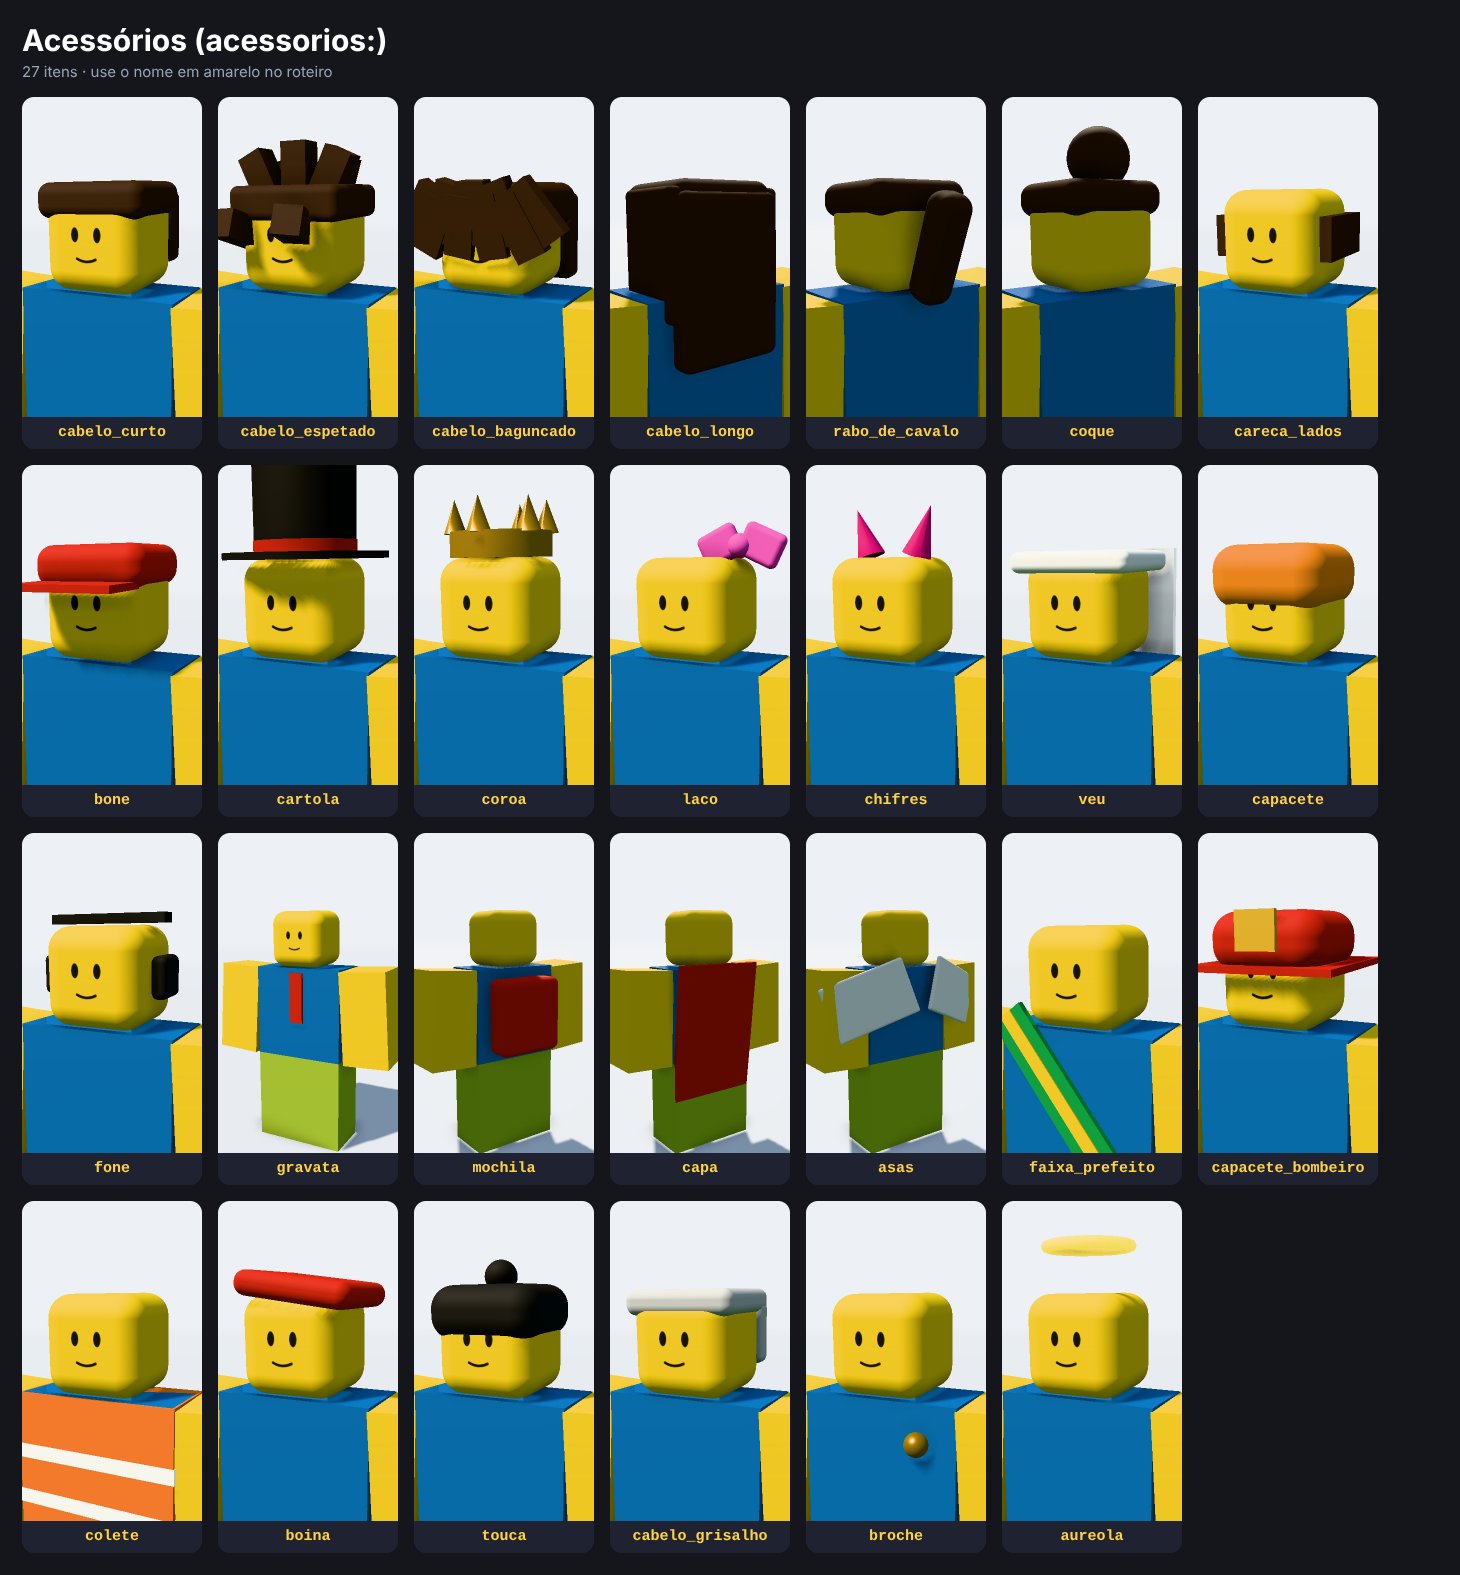 Acessórios (acessorios:)
27 itens · use o nome em amarelo no roteiro
cabelo_curto
cabelo_espetado
cabelo_baguncado
cabelo_longo
rabo_de_cavalo
coque
careca_lados
bone
cartola
coroa
laco
chifres
veu
capacete
fone
gravata
mochila
capa
asas
faixa_prefeito
capacete_bombeiro
colete
boina
touca
cabelo_grisalho
broche
aureola